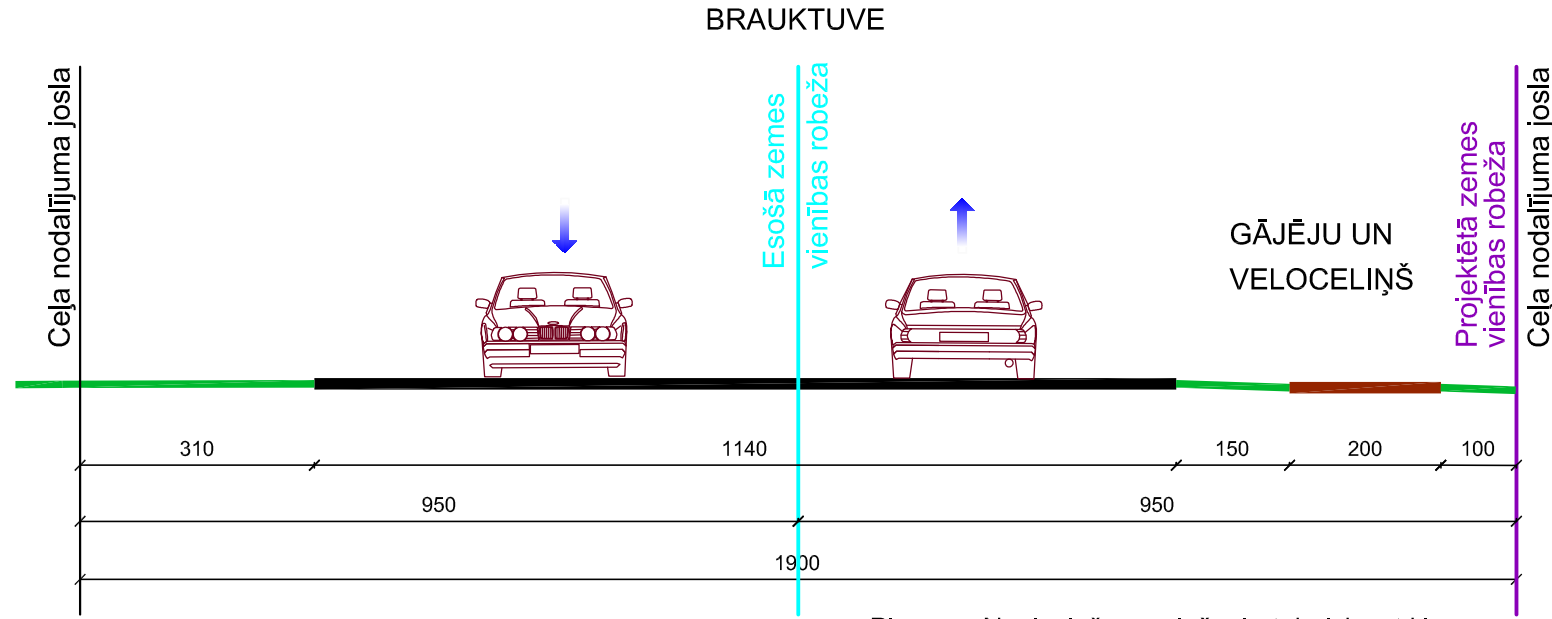 BRAUKTUVE
Ceļa nodalījuma josla
Esošā zemes
vienības robeža
GĀJĒJU UN
VELOCELIŅŠ
Projektētā zemes
vienības robeža
Ceļa nodalījuma josla
310
1140
150
200
100
950
950
1900